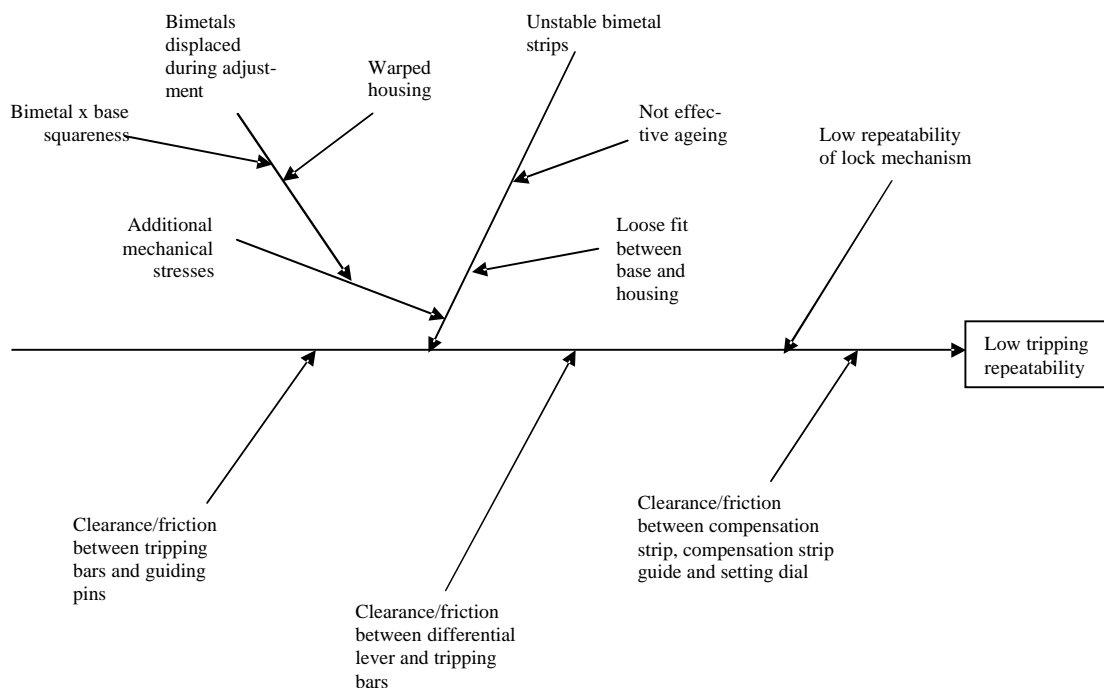 Bimetals
displaced
during adjust-
ment
Unstable bimetal
strips
Warped
housing
Bimetal x base
squareness
Not effec-
tive ageing
Low repeatability
of lock mechanism
Additional
mechanical
stresses
Loose fit
between
base and
housing
Low tripping
repeatability
Clearance/friction
between tripping
bars and guiding
pins
Clearance/friction
between compensation
strip, compensation strip
guide and setting dial
Clearance/friction
between differential
lever and tripping
bars